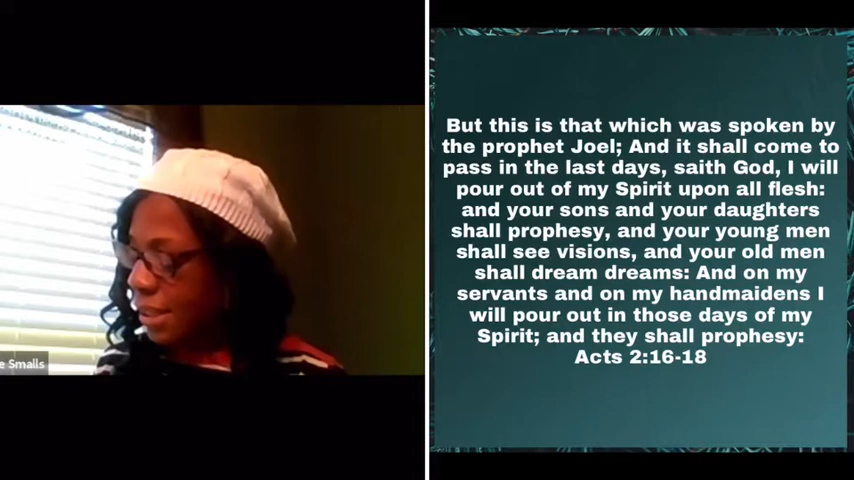 e Smalls
But this is that which was spoken by
the prophet Joel; And it shall come to
pass in the last days, saith God, I will
pour out of my Spirit upon all flesh:
and your sons and your daughters
shall prophesy, and your young men
shall see visions, and your old men
shall dream dreams: And on my
servants and on my handmaidens I
will pour out in those days of my
Spirit; and they shall prophesy:
Acts 2:16-18